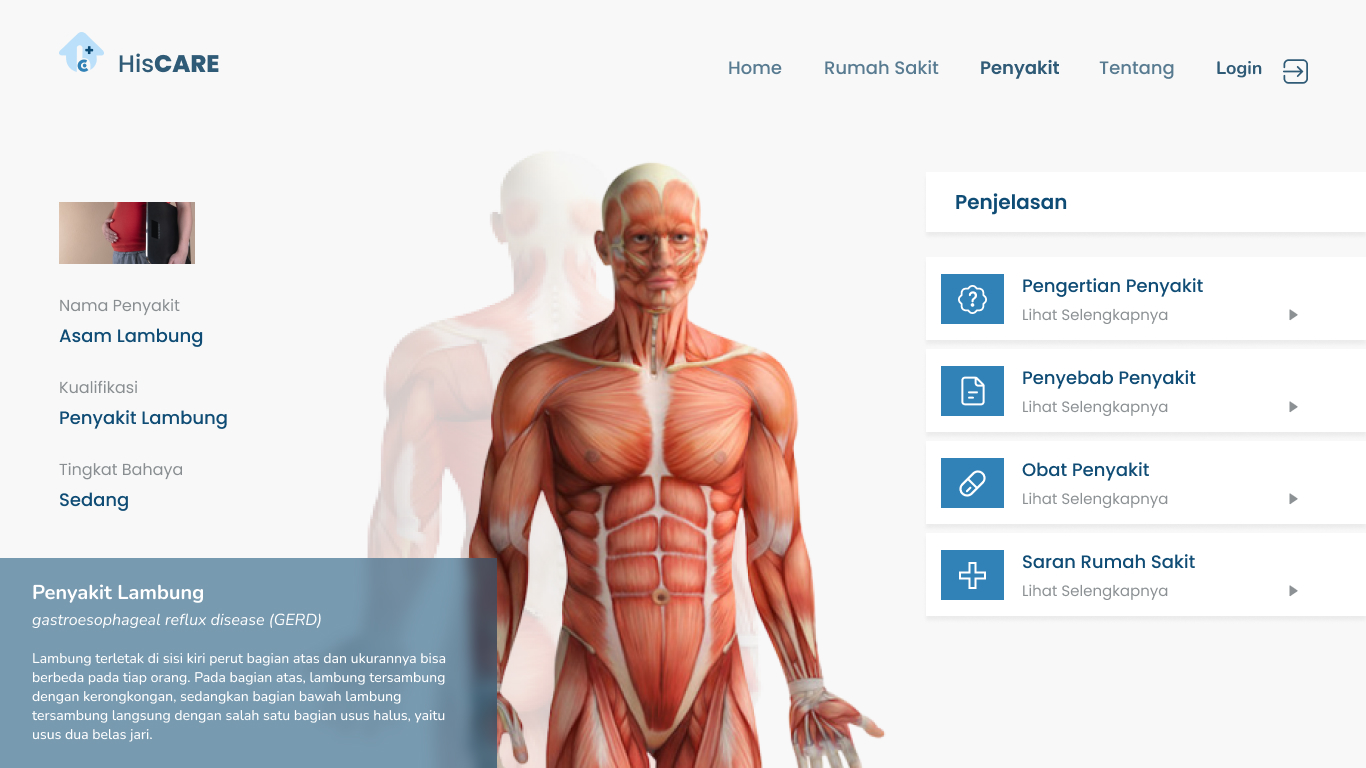 HisCARE
Home
Rumah Sakit
Penyakit
Tentang
Login
Nama Penyakit
Asam Lambung
Kualifikasi
Penyakit Lambung
Tingkat Bahaya
Sedang
Penyakit Lambung
gastroesophageal reflux disease (GERD)
Lambung terletak di sisi kiri perut bagian atas dan ukurannya bisa
berbeda pada tiap orang. Pada bagian atas, lambung tersambung
dengan kerongkongan, sedangkan bagian bawah lambung
tersambung langsung dengan salah satu bagian usus halus, yaitu
usus dua belas jari.
Penjelasan
Pengertian Penyakit
Lihat Selengkapnya
Penyebab Penyakit
Lihat Selengkapnya
Obat Penyakit
Lihat Selengkapnya
Saran Rumah Sakit
Lihat Selengkapnya